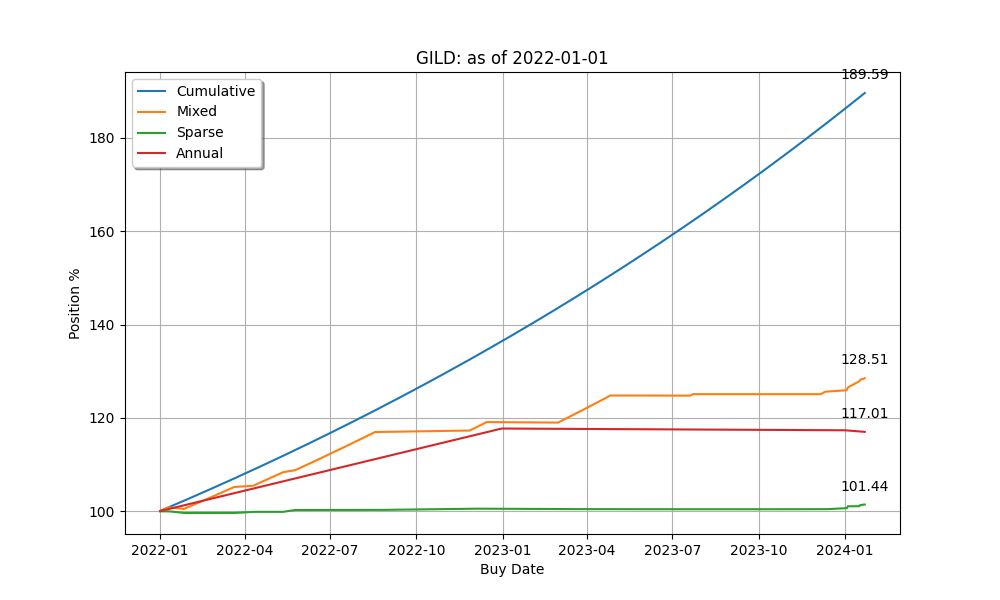 GILD: as of 2022-01-01
189.59
Cumulative
Mixed
Sparse
Annual
180
160
140
120
100
128.51
117.01
101.44
Position %
2022-01
2022-04
2022-07
2022-10
2023-01
2023-04
2023-07
2023-10
2024-01
Buy Date